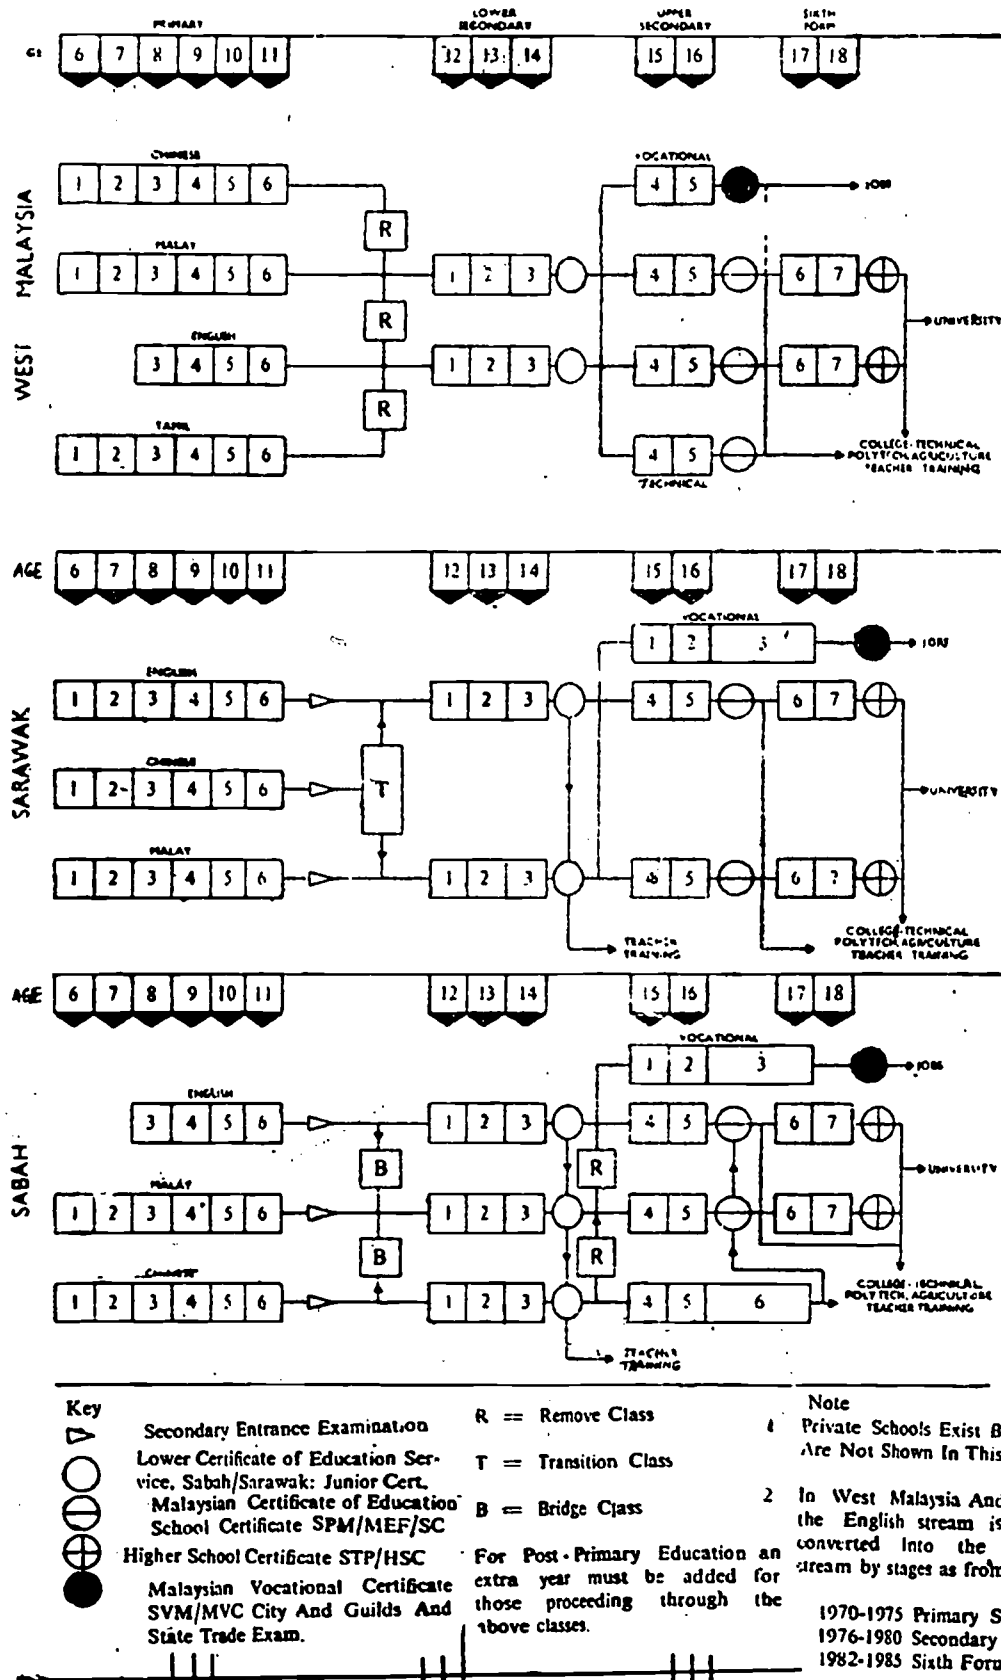 PRIMARY LOWER SECONDARY UPPER SECONDARY SIXTH FORM
6 7 8 9 10 11 12 13 14 15 16 17 18
WEST MALAYSIA
CHINESE VOCATIONAL
1 2 3 4 5 6 4 5 JOBS
R
MALAY
1 2 3 4 5 6 1 2 3 4 5 6 7
R UNIVERSITY
ENGLISH
3 4 5 6 1 2 3 4 5 6 7
R
TAMIL
1 2 3 4 5 6 4 5
TECHNICAL
COLLEGE-TECHNICAL
POLYTECH, AGRICULTURE
TEACHER TRAINING
AGE 6 7 8 9 10 11 12 13 14 15 16 17 18
SARAWAK
VOCATIONAL
1 2 3 JOBS
ENGLISH
1 2 3 4 5 6 1 2 3 4 5 6 7
CHINESE
1 2 3 4 5 6 T UNIVERSITY
MALAY
1 2 3 4 5 6 1 2 3 4 5 6 7
TEACHER
TRAINING
COLLEGE-TECHNICAL
POLYTECH, AGRICULTURE
TEACHER TRAINING
AGE 6 7 8 9 10 11 12 13 14 15 16 17 18
SABAH
VOCATIONAL
1 2 3 JOBS
ENGLISH
3 4 5 6 1 2 3 4 5 6 7
B R UNIVERSITY
MALAY
1 2 3 4 5 6 1 2 3 4 5 6 7
B R
CHINESE
1 2 3 4 5 6 1 2 3 4 5 6
COLLEGE-TECHNICAL
POLYTECH, AGRICULTURE
TEACHER TRAINING
TEACHER
TRAINING
Key
Secondary Entrance Examination
Lower Certificate of Education Ser-
vice, Sabah/Sarawak: Junior Cert.
Malaysian Certificate of Education
School Certificate SPM/MEF/SC
Higher School Certificate STP/HSC
Malaysian Vocational Certificate
SVM/MVC City And Guilds And
State Trade Exam.
R == Remove Class
T = Transition Class
B = Bridge Class
For Post-Primary Education an
extra year must be added for
those proceeding through the
above classes.
Note
1 Private Schools Exist B
Are Not Shown In This
2 In West Malaysia And
the English stream is
converted Into the
stream by stages as from
1970-1975 Primary S
1976-1980 Secondary
1982-1985 Sixth Form